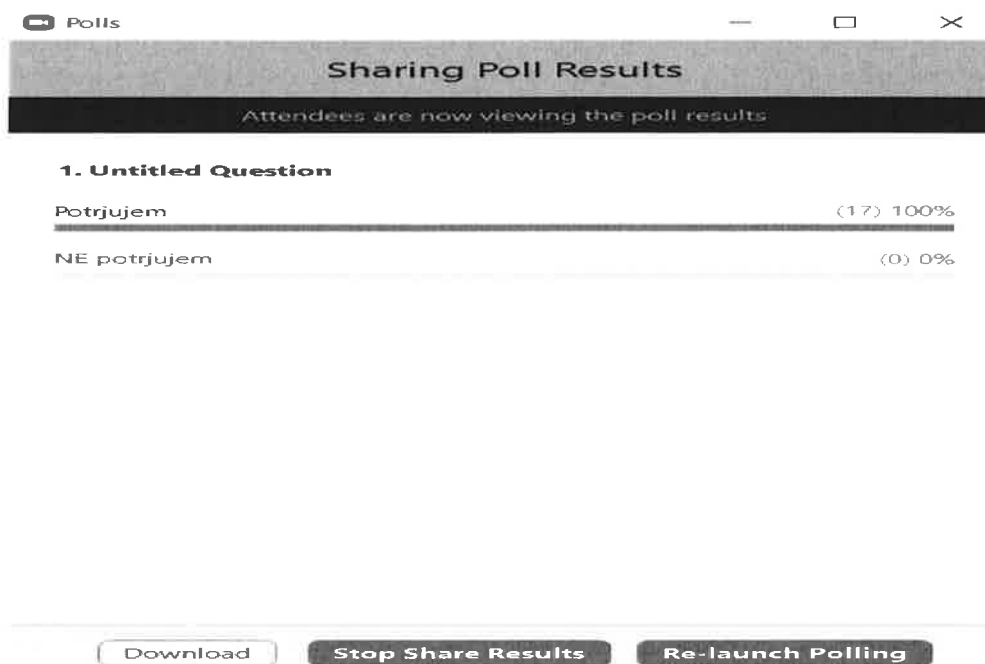 Polls
Sharing Poll Results
Attendees are now viewing the poll results
1. Untitled Question
Potrjujem (17) 100%
NE potrjujem (0) 0%
Download Stop Share Results Re-launch Polling